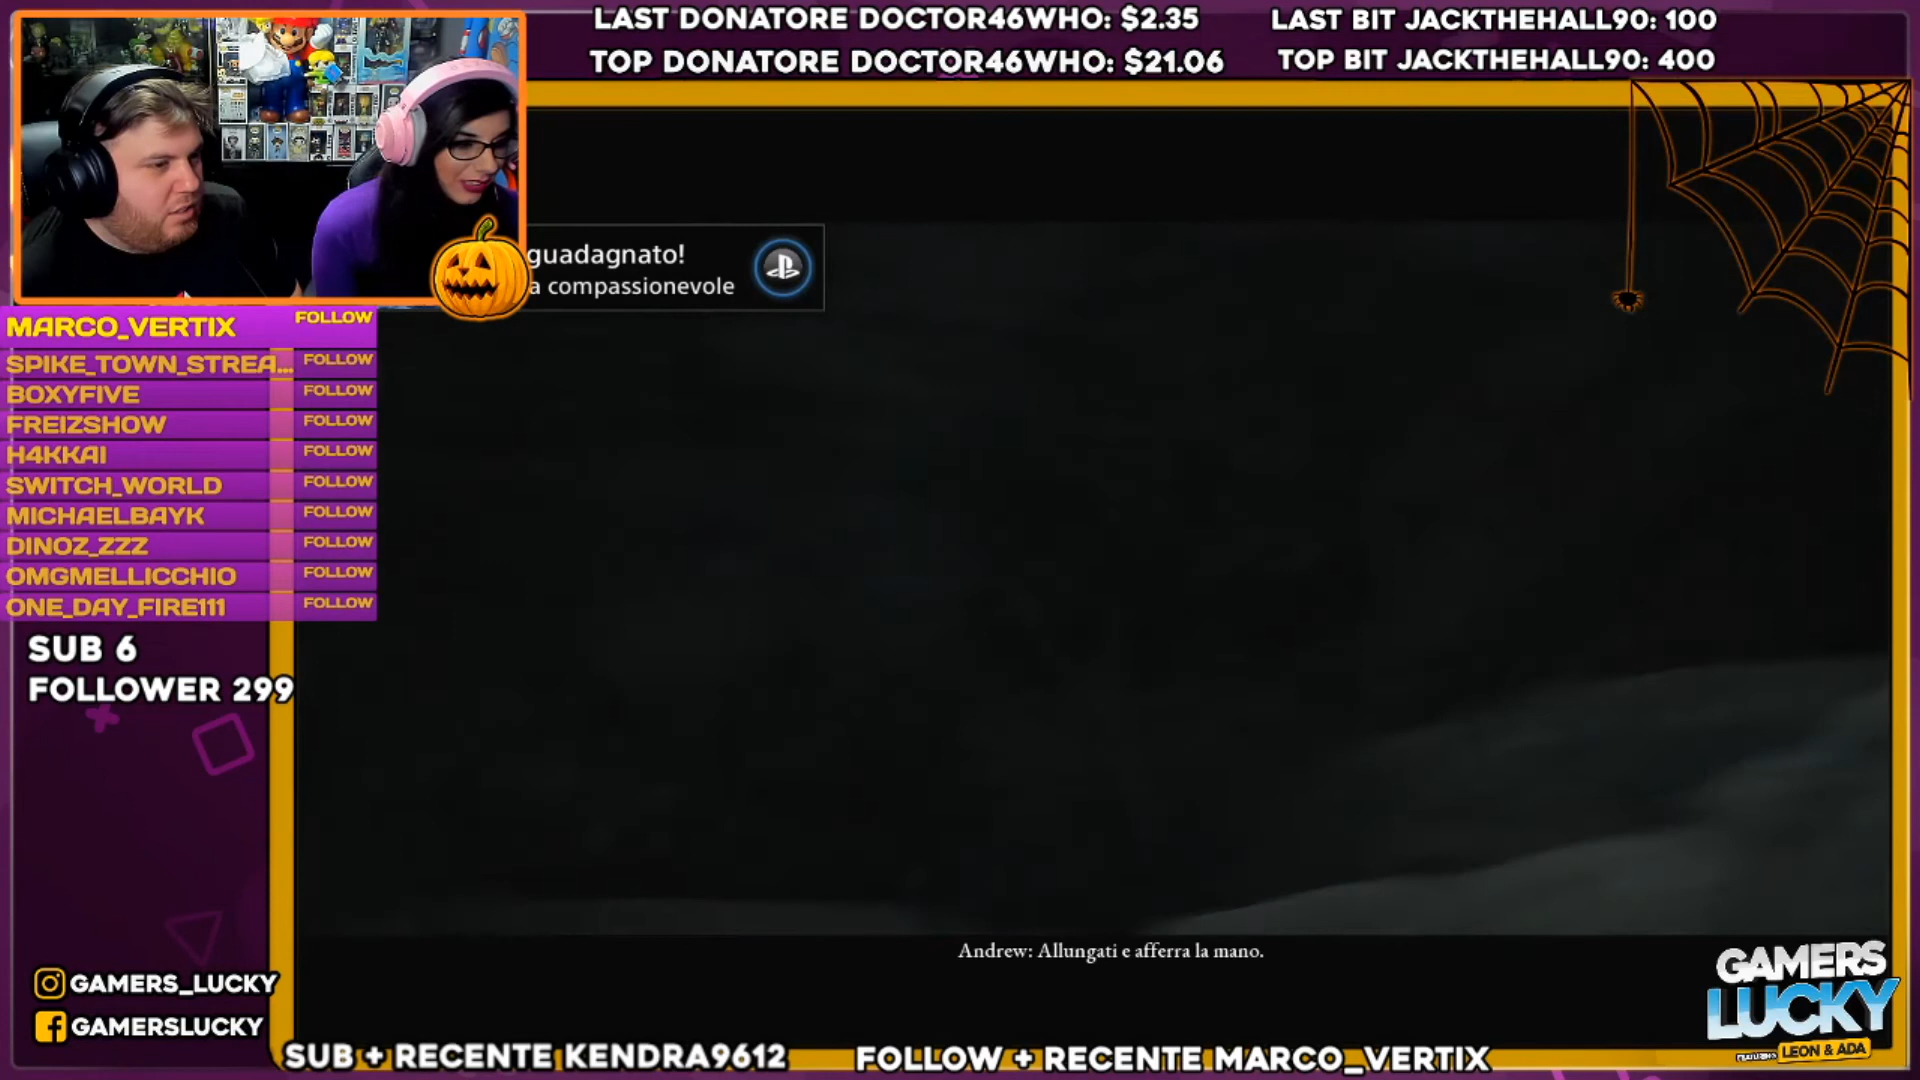 LAST DONATORE DOCTOR46WHO: $2.35
LAST BIT JACKTHEHALL90: 100
TOP DONATORE DOCTOR46WHO: $21.06
TOP BIT JACKTHEHALL90: 400
guadagnato!
a compassionevole
MARCO_VERTIX FOLLOW
SPIKE_TOWN_STREA... FOLLOW
BOXYFIVE FOLLOW
FREIZSHOW FOLLOW
H4KKAI FOLLOW
SWITCH_WORLD FOLLOW
MICHAELBAYK FOLLOW
DINOZ_ZZZ FOLLOW
OMGMELLICCHIO FOLLOW
ONE_DAY_FIRE111 FOLLOW
SUB 6
FOLLOWER 299
Andrew: Allungati e afferra la mano.
GAMERS_LUCKY
GAMERSLUCKY
GAMERS
LUCKY
FEATURING LEON & ADA
SUB + RECENTE KENDRA9612
FOLLOW + RECENTE MARCO_VERTIX